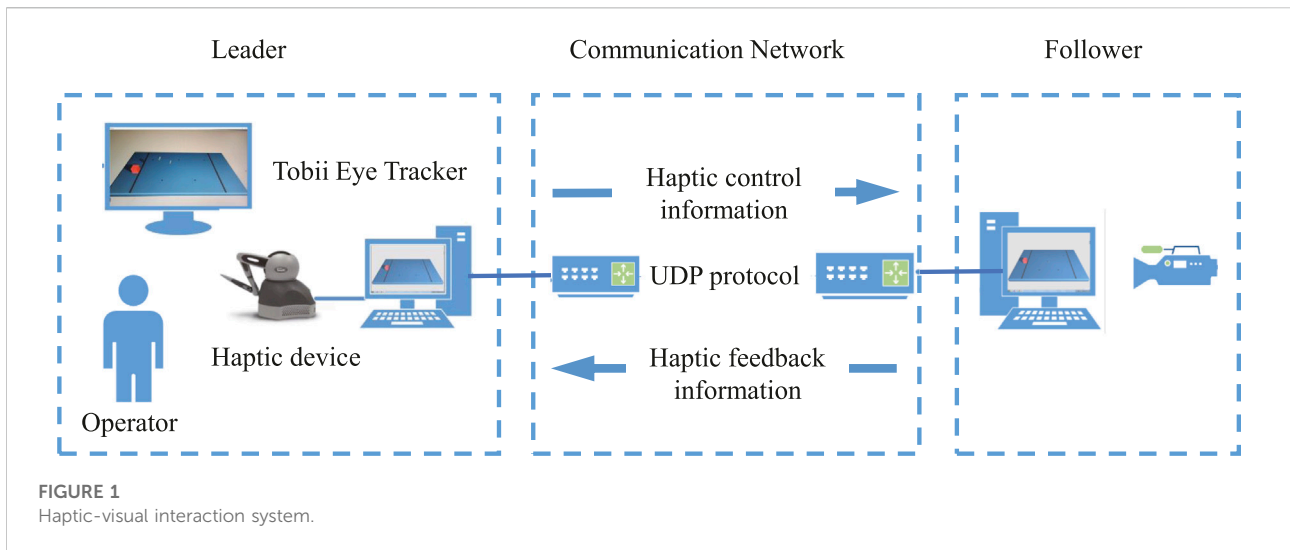 Leader
Communication Network
Follower
Tobii Eye Tracker
Haptic control
information
UDP protocol
Haptic device
Haptic feedback
information
Operator
FIGURE 1
Haptic-visual interaction system.